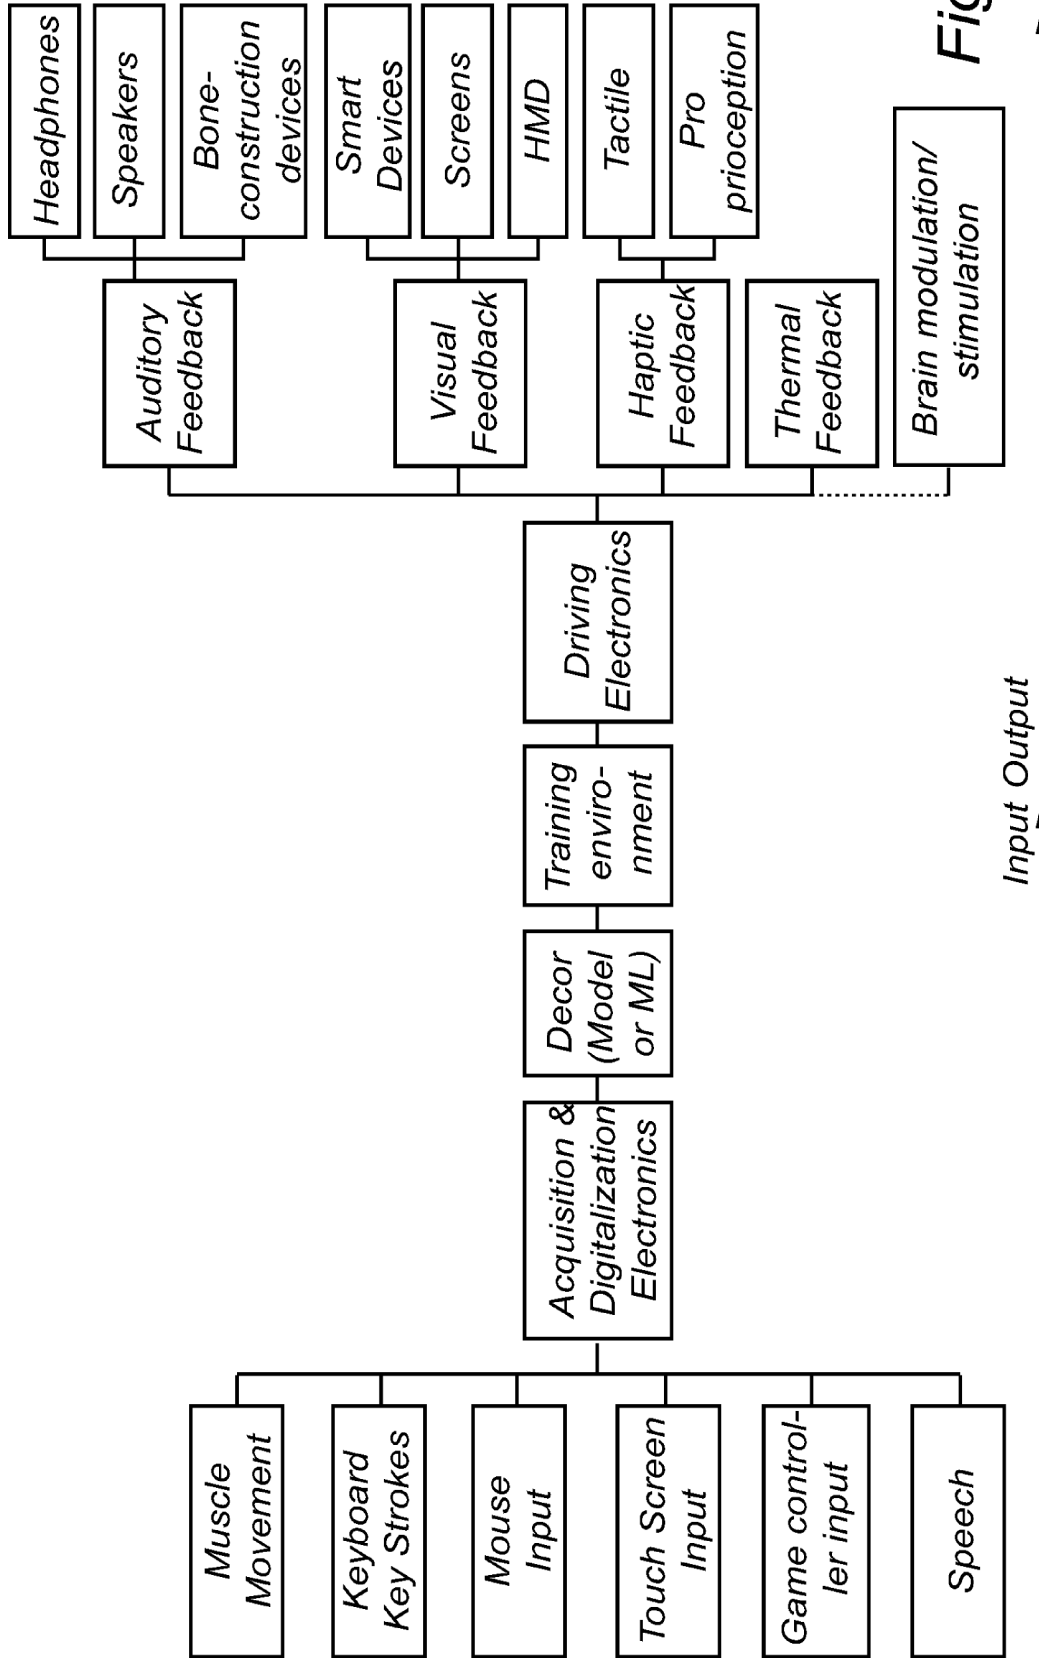 Muscle
Movement
Keyboard
Key Strokes
Mouse
Input
Touch Screen
Input
Game control-
ler input
Speech
Acquisition &
Digitalization
Electronics
Decor
(Model
or ML)
Training
enviro-
nment
Driving
Electronics
Auditory
Feedback
Visual
Feedback
Haptic
Feedback
Thermal
Feedback
Brain modulation/
stimulation
Headphones
Speakers
Bone-
construction
devices
Smart
Devices
Screens
HMD
Tactile
Pro
prioception
Input Output